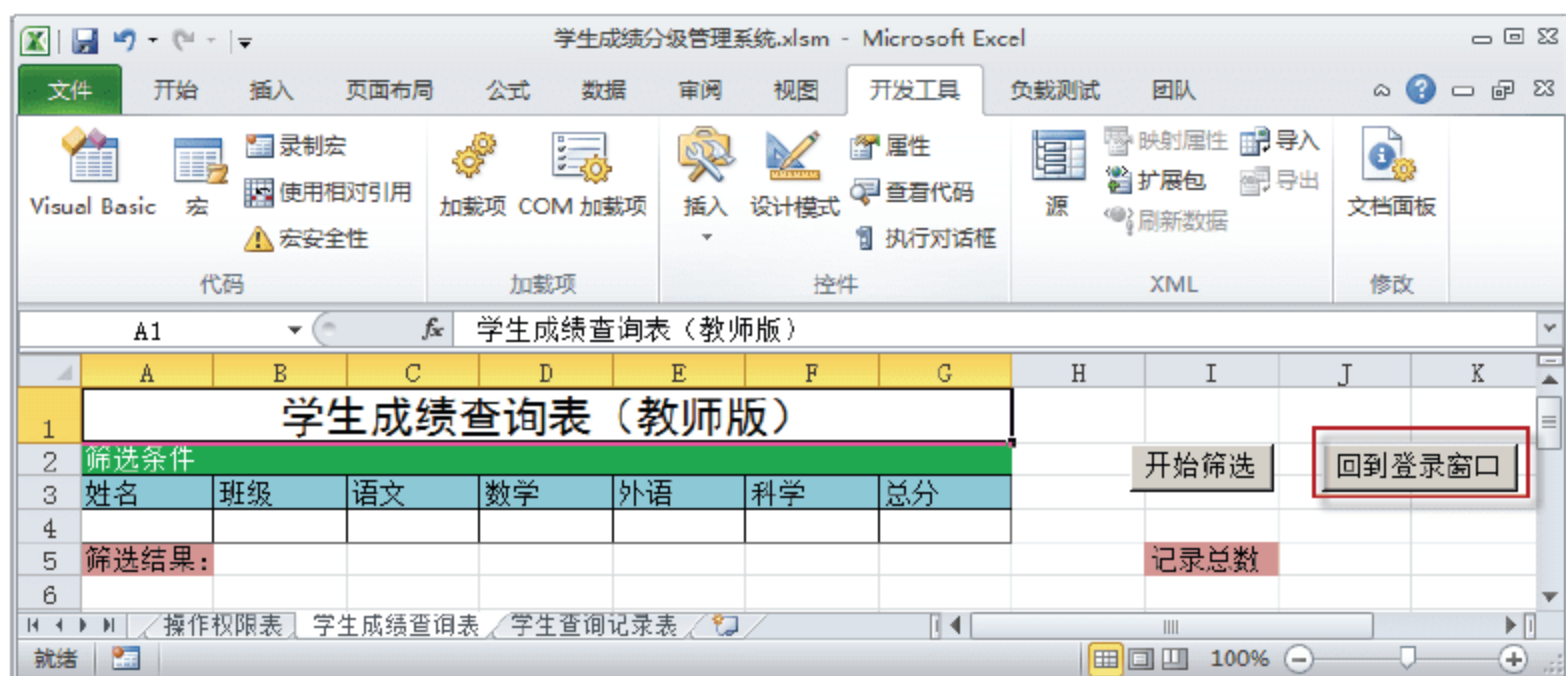 学生成绩分级管理系统.xlsm - Microsoft Excel
文件 开始 插入 页面布局 公式 数据 审阅 视图 开发工具 负载测试 团队
Visual Basic 宏 录制宏 使用相对引用 宏安全性 加载项 COM 加载项 插入 设计模式 属性 查看代码 执行对话框 源 映射属性 扩展包 刷新数据 导入 导出 文档面板
代码 加载项 控件 XML 修改
A1 fx 学生成绩查询表（教师版）
A B C D E F G H I J K
1 学生成绩查询表（教师版）
2 筛选条件 开始筛选 回到登录窗口
3 姓名 班级 语文 数学 外语 科学 总分
4
5 筛选结果: 记录总数
6
操作权限表 学生成绩查询表 学生查询记录表
就绪 100%